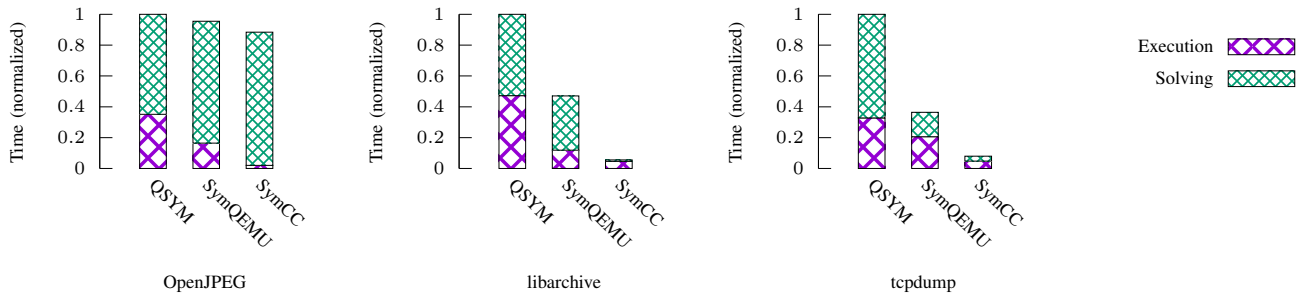 Time (normalized)
1
0.8
0.6
0.4
0.2
0
QSYM
SymQEMU
SymCC
OpenJPEG
Time (normalized)
1
0.8
0.6
0.4
0.2
0
QSYM
SymQEMU
SymCC
libarchive
Time (normalized)
1
0.8
0.6
0.4
0.2
0
QSYM
SymQEMU
SymCC
tcpdump
Execution
Solving